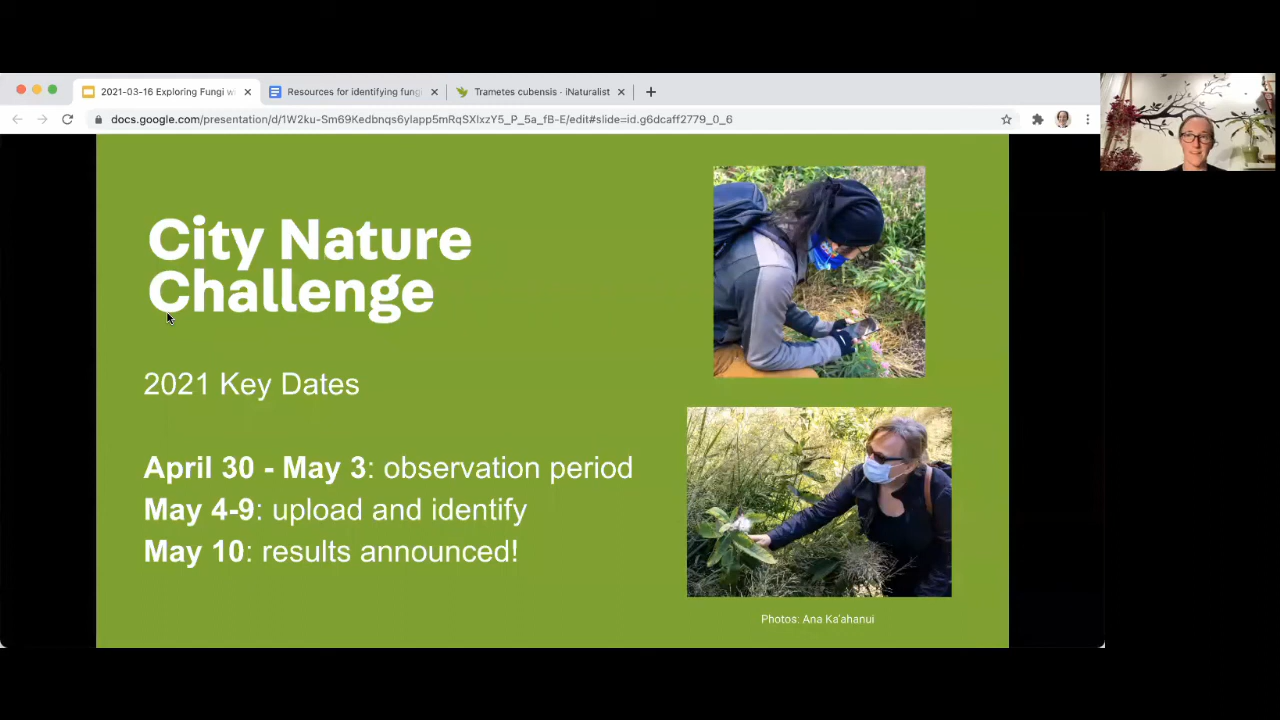 2021-03-16 Exploring Fungi wi
Resources for identifying fungi
Trametes cubensis · iNaturalist
docs.google.com/presentation/d/1W2ku-Sm69Kedbnqs6ylapp5mRqSXlxzY5_P_5a_fB-E/edit#slide=id.g6dcaff2779_0_6
City Nature
Challenge
2021 Key Dates
April 30 - May 3: observation period
May 4-9: upload and identify
May 10: results announced!
Photos: Ana Ka'ahanui